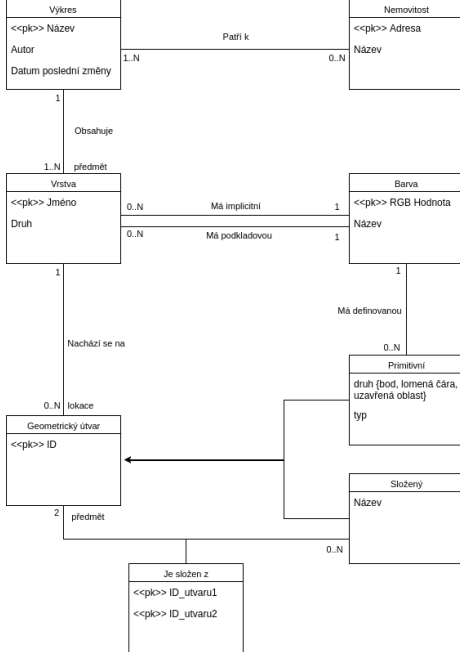 Výkres
<<pk>> Název
Autor
Datum poslední změny
Patří k
1..N
0..N
Nemovitost
<<pk>> Adresa
Název
1
Obsahuje
1..N
předmět
Vrstva
<<pk>> Jméno
Druh
0..N
Má implicitní
1
0..N
Má podkladovou
1
Barva
<<pk>> RGB Hodnota
Název
1
Nachází se na
0..N
lokace
1
Má definovanou
0..N
Primitivní
druh {bod, lomená čára,
uzavřená oblast}
typ
Geometrický útvar
<<pk>> ID
Složený
Název
2
předmět
0..N
Je složen z
<<pk>> ID_utvaru1
<<pk>> ID_utvaru2